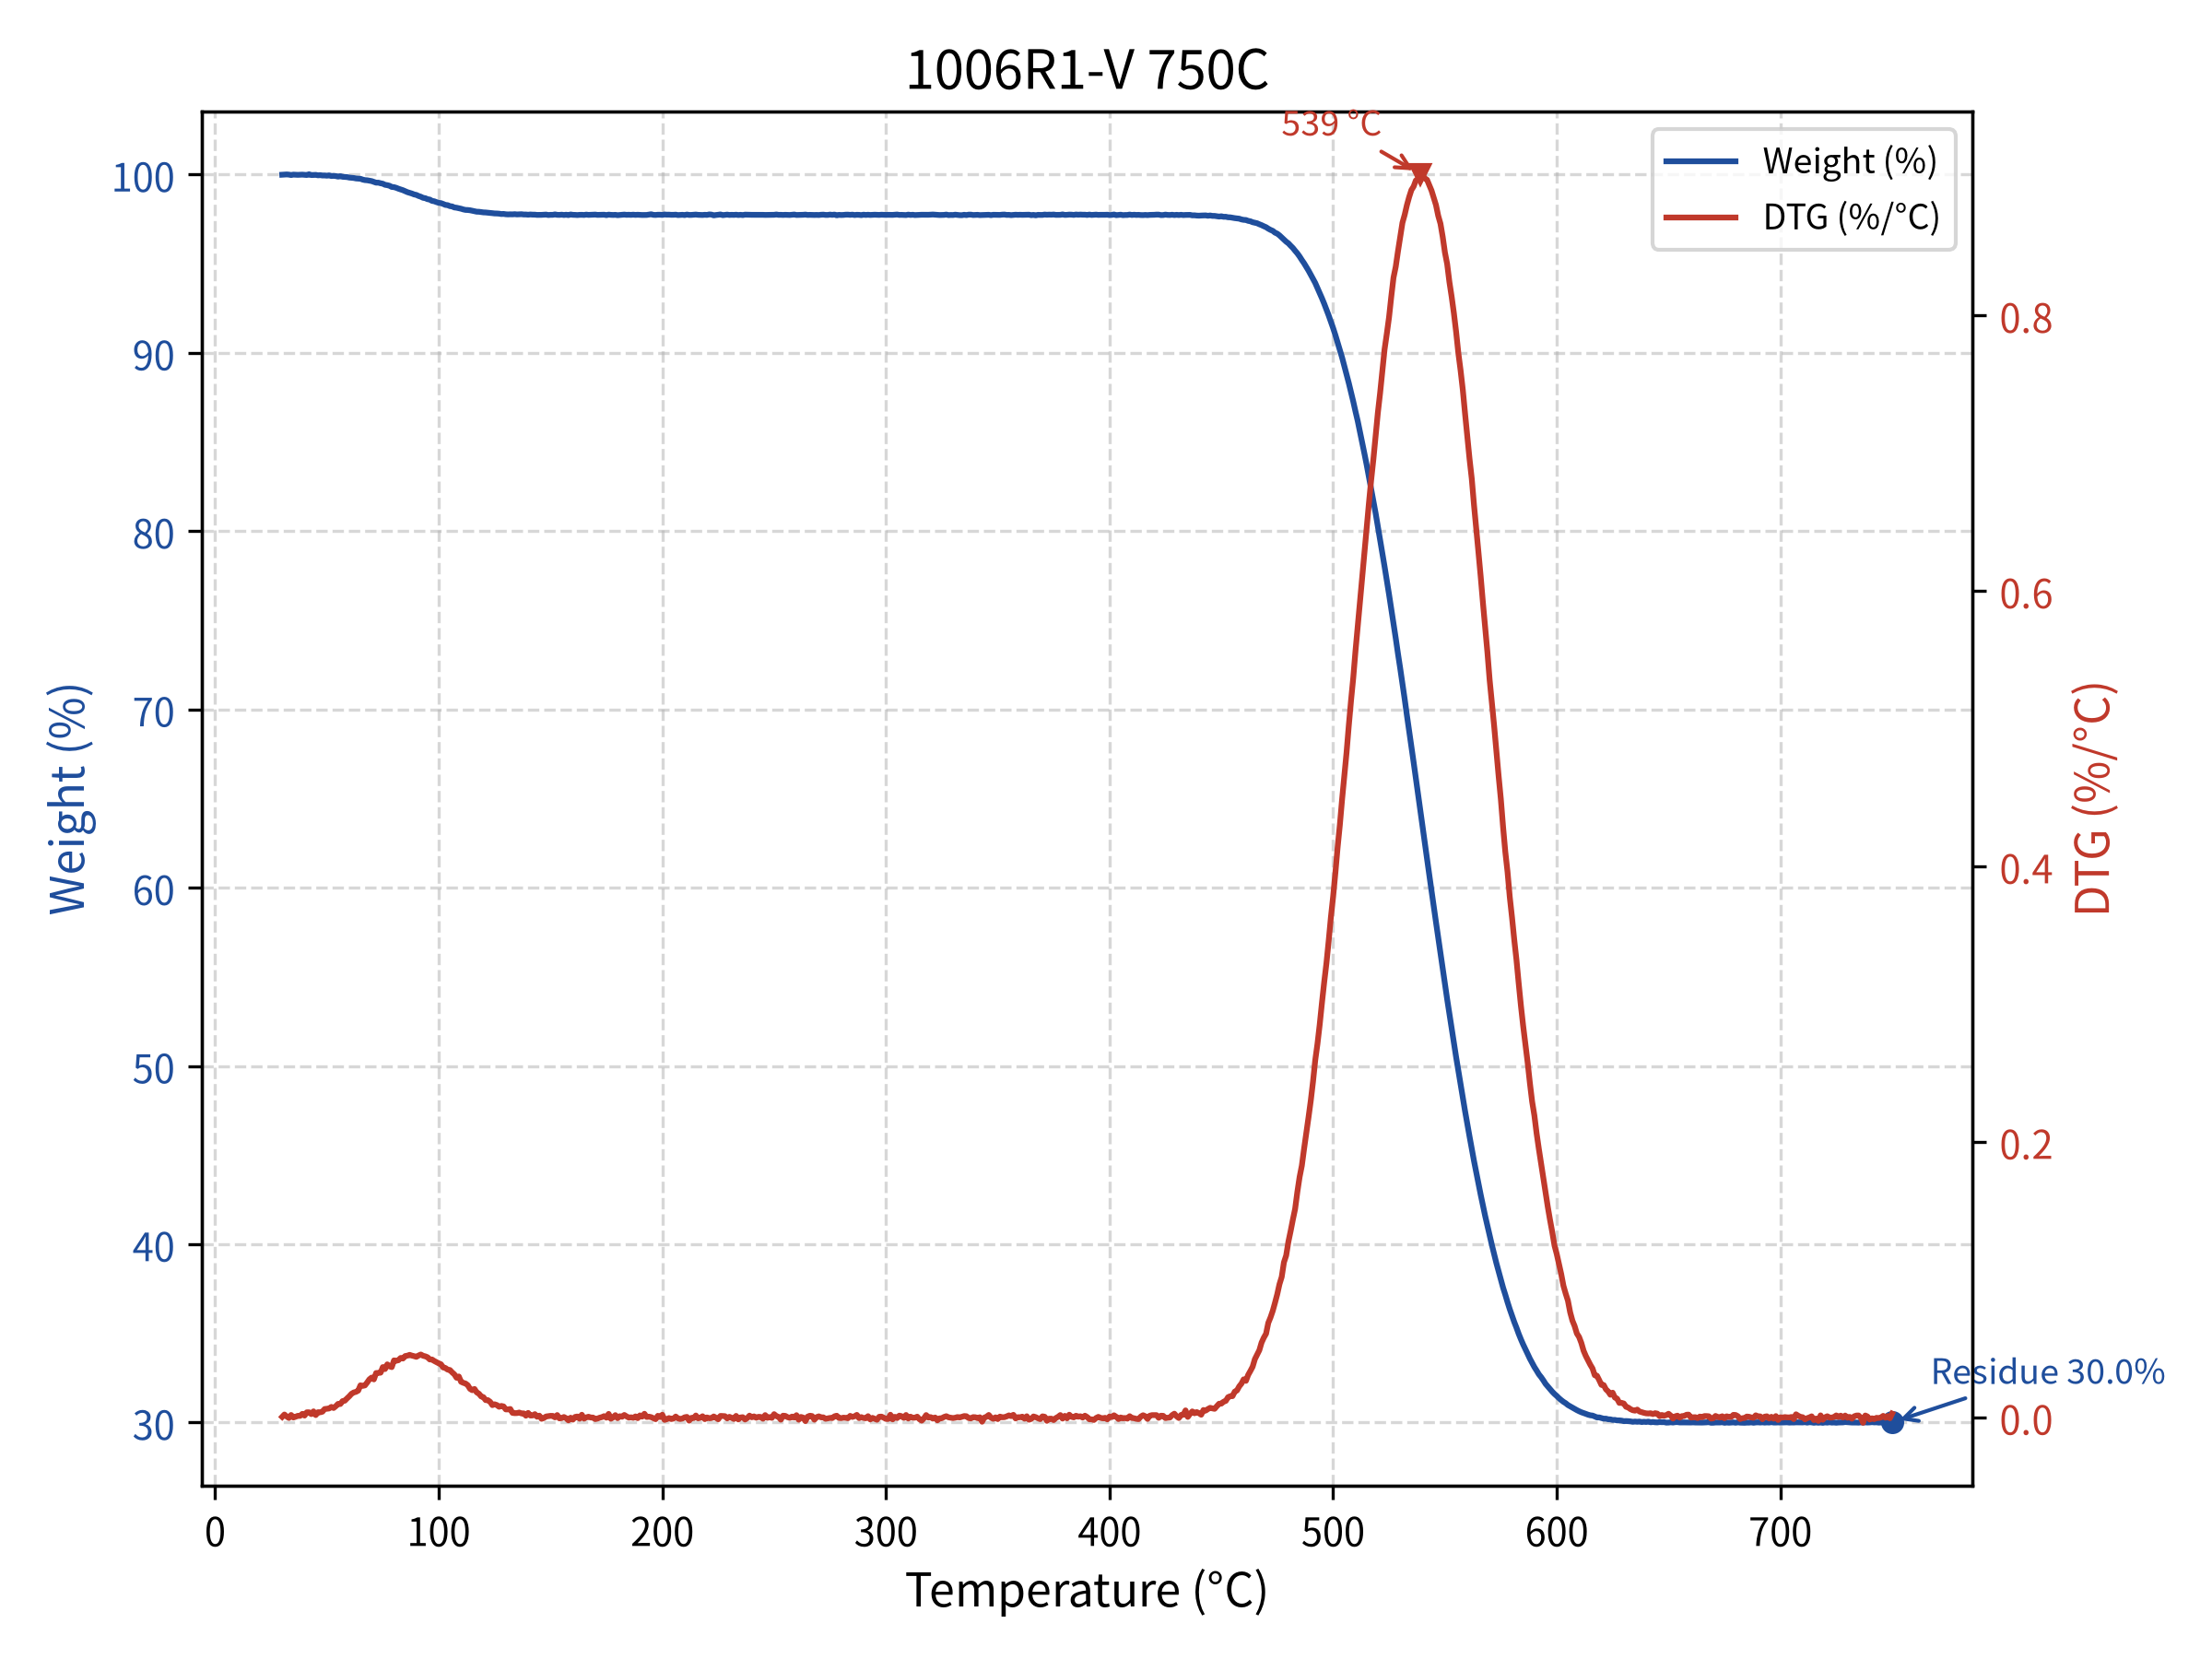 1006R1-V 750C
539 °C
Weight (%)
DTG (%/°C)
100
90
80
70
60
50
40
30
Weight (%)
0.8
0.6
0.4
0.2
0.0
DTG (%/°C)
Residue 30.0%
0 100 200 300 400 500 600 700
Temperature (°C)